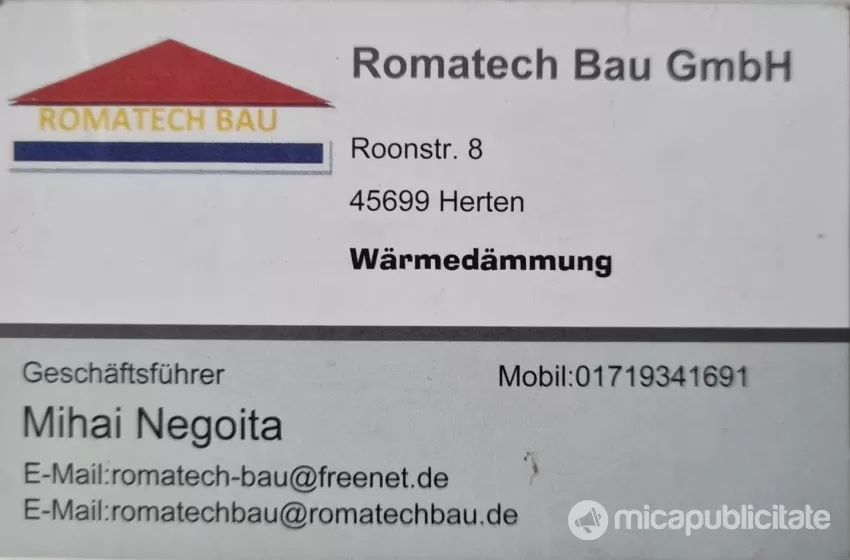 ROMATECH BAU
Romatech Bau GmbH
Roonstr. 8
45699 Herten
Wärmedämmung
Geschäftsführer
Mobil:01719341691
Mihai Negoita
E-Mail:romatech-bau@freenet.de
E-Mail:romatechbau@romatechbau.de
micapublicitate